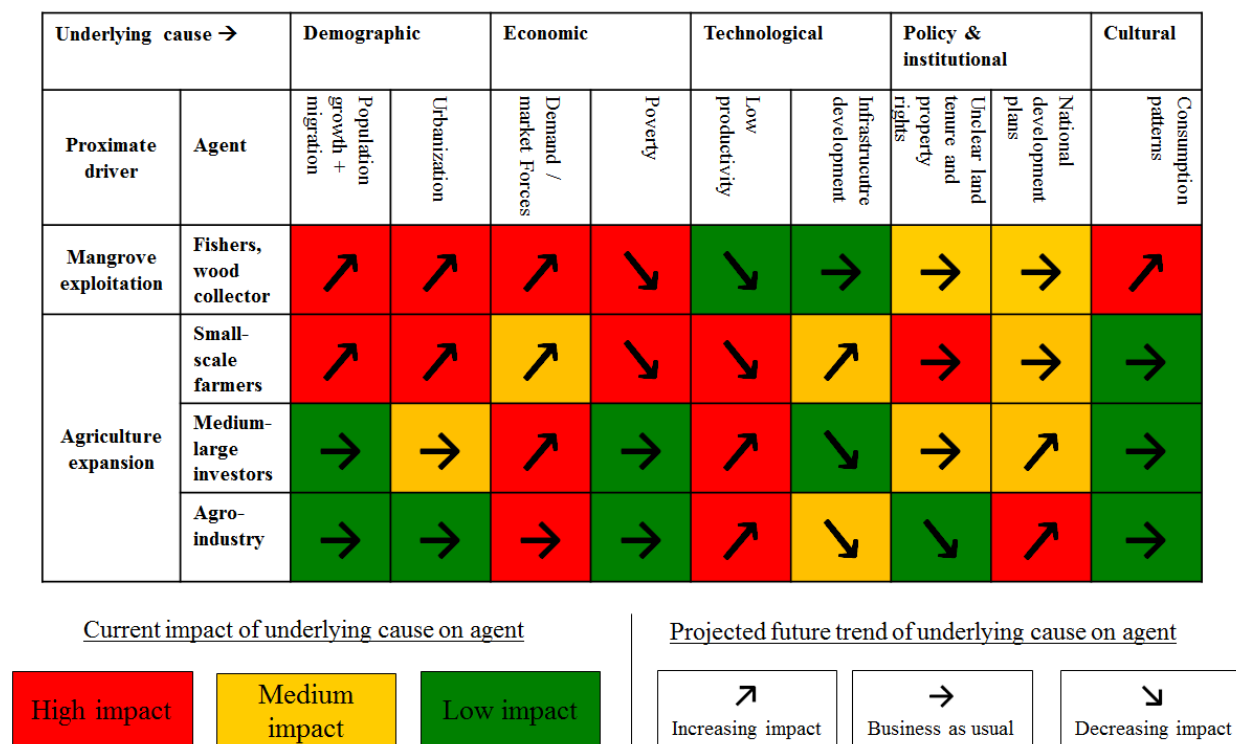 Underlying cause → Demographic Economic Technological Policy & institutional Cultural
Proximate driver
Agent
Population growth + migration
Urbanization
Demand / market Forces
Poverty
Low productivity
Infrastrucutre development
Unclear land tenure and property rights
National development plans
Consumption patterns
Mangrove exploitation
Fishers, wood collector
↗ ↗ ↗ ↘ ↘ → → → ↗
Agriculture expansion
Small-scale farmers
↗ ↗ ↗ ↘ ↘ ↗ → → →
Medium-large investors
→ → ↗ → ↗ ↘ → ↗ →
Agro-industry
→ → → → ↗ ↘ ↘ ↗ →
Current impact of underlying cause on agent
High impact
Medium impact
Low impact
Projected future trend of underlying cause on agent
↗
Increasing impact
→
Business as usual
↘
Decreasing impact